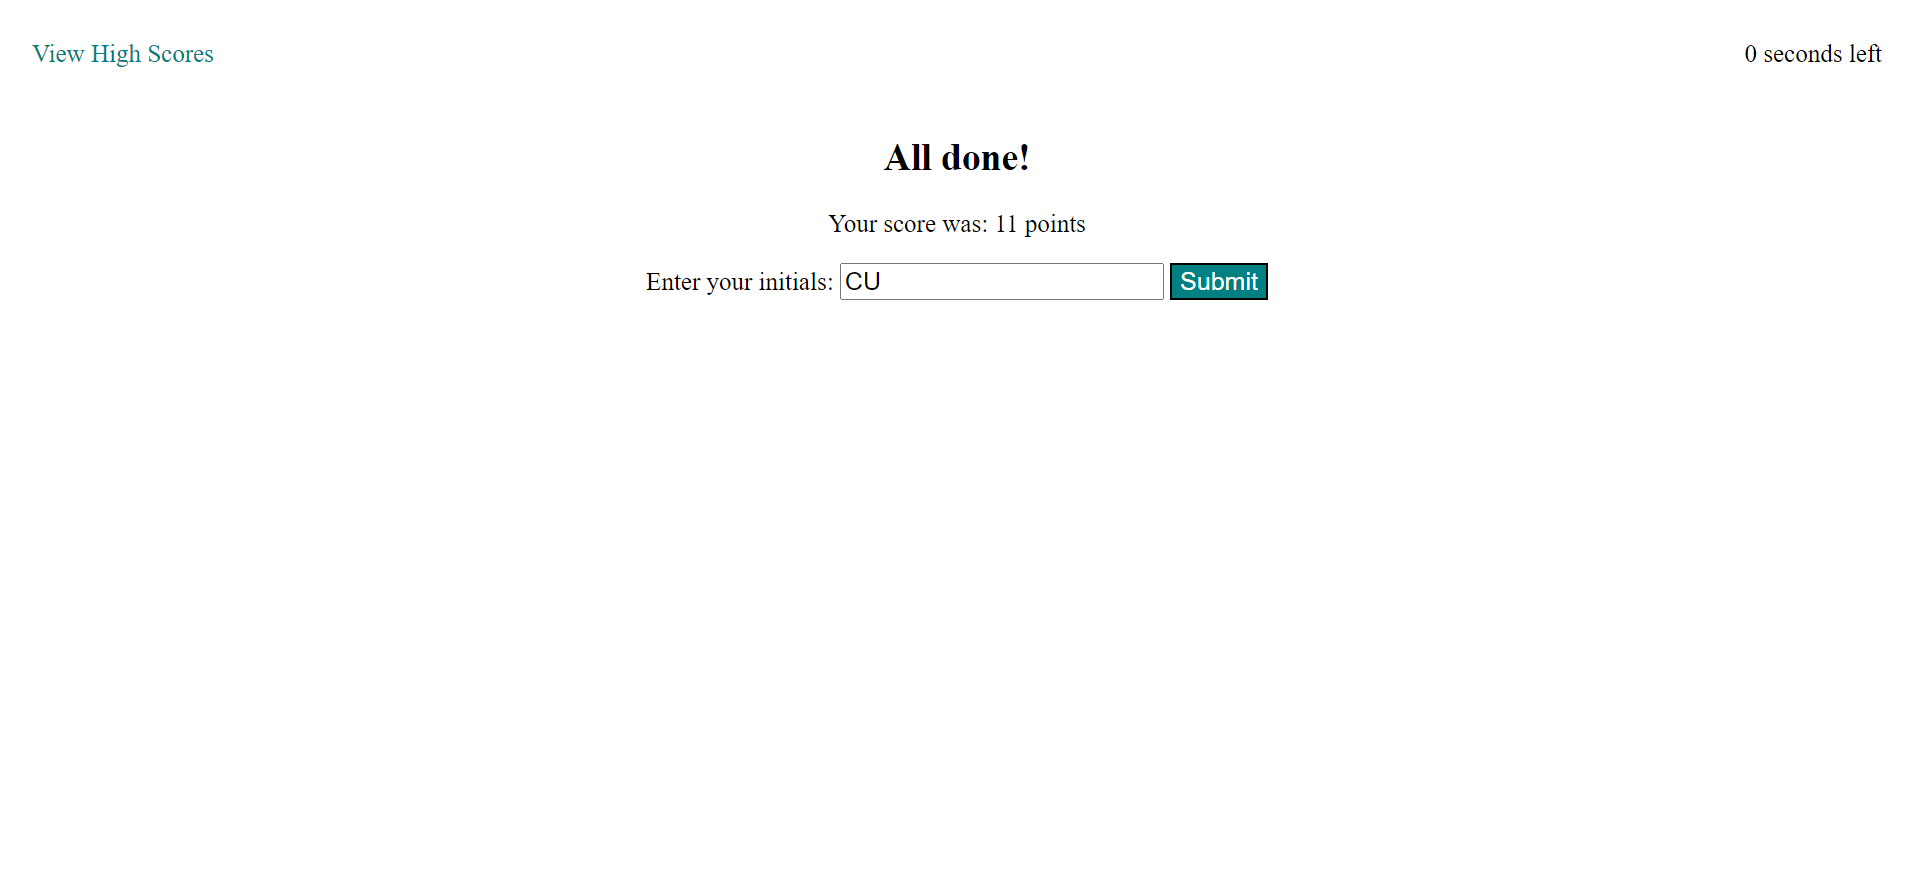 View High Scores
0 seconds left
All done!
Your score was: 11 points
Enter your initials: CU Submit